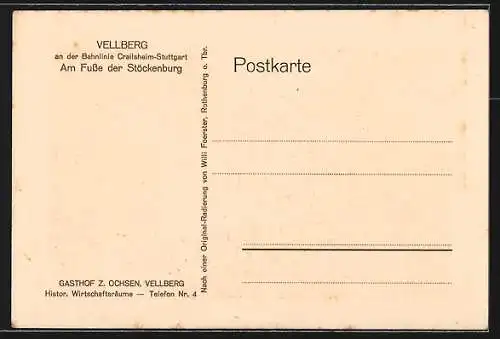 VELLBERG
an der Bahnlinie Crailsheim-Stuttgart
Am Fuße der Stöckenburg
Postkarte
Nach einer Original-Radierung von Willi Foerster, Rothenburg o. Tbr.
GASTHOF Z. OCHSEN, VELLBERG
Histor. Wirtschaftsräume — Telefon Nr. 4